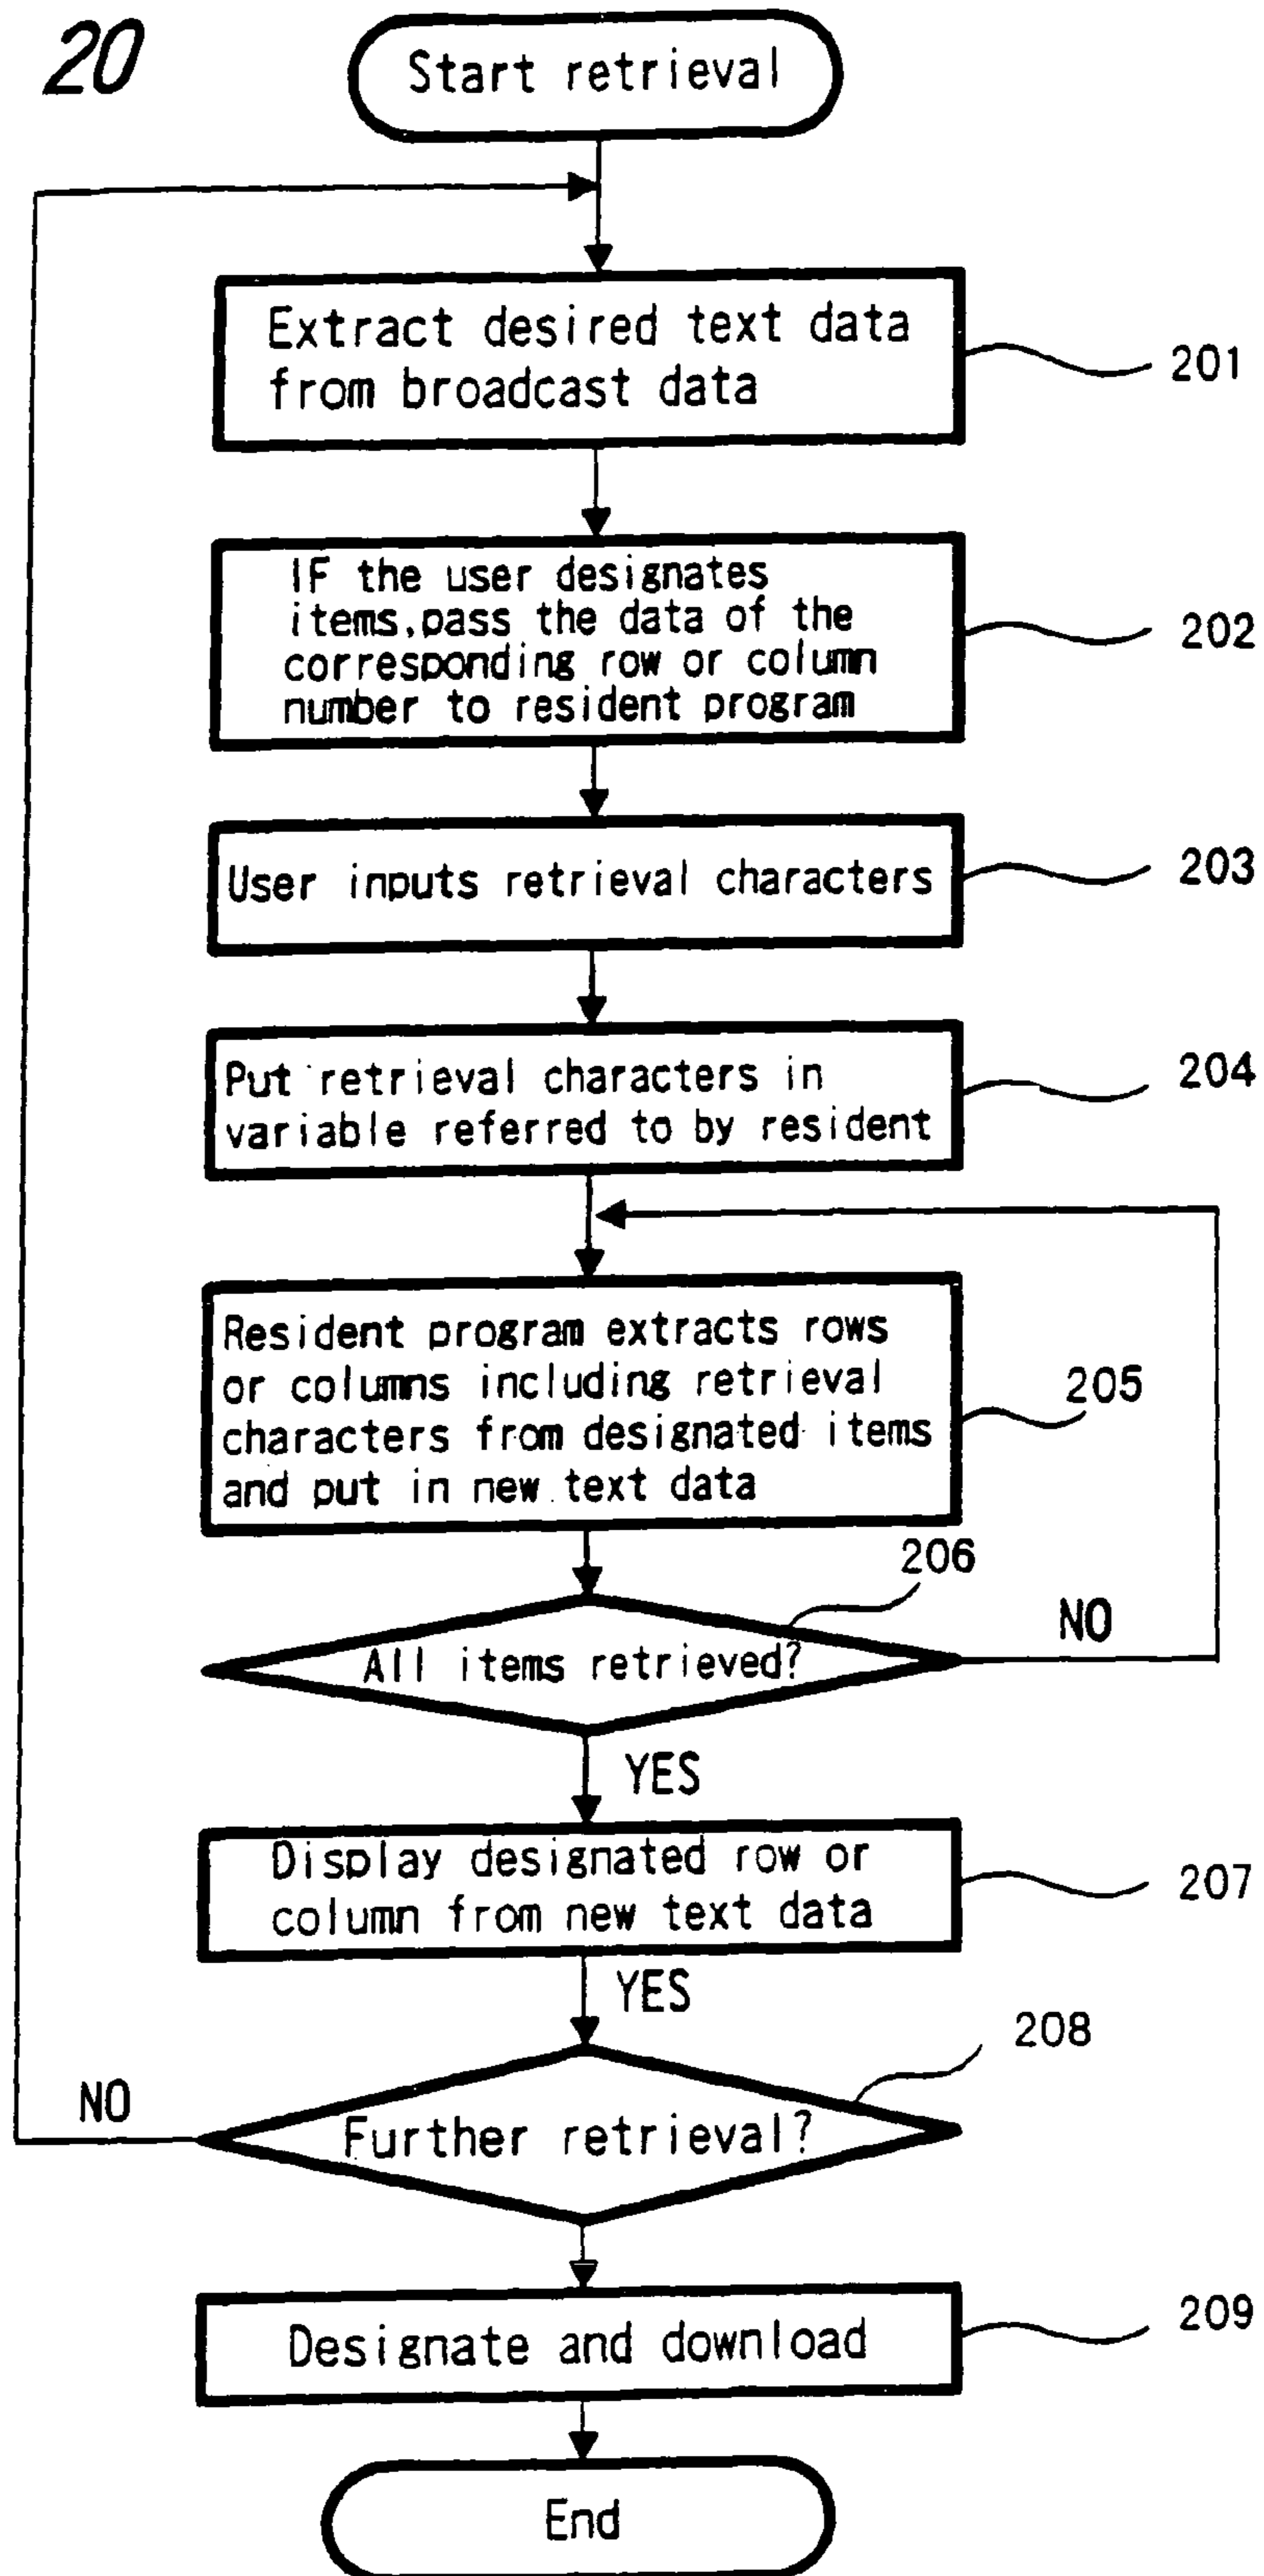 20
Start retrieval
Extract desired text data
from broadcast data
201
IF the user designates
items.pass the data of the
corresponding row or column
number to resident program
202
User inputs retrieval characters
203
Put retrieval characters in
variable referred to by resident
204
Resident program extracts rows
or columns including retrieval
characters from designated items
and put in new text data
205
206
All items retrieved?
NO
YES
Display designated row or
column from new text data
207
YES
208
NO
Further retrieval?
Designate and download
209
End